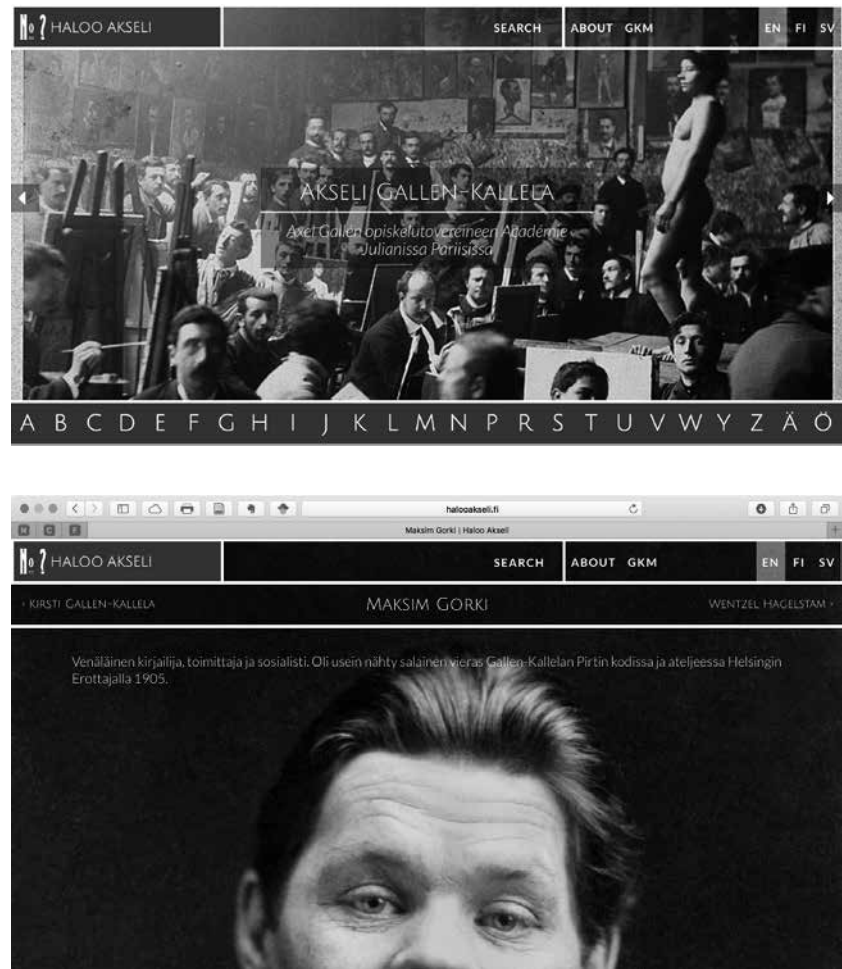 HALOO AKSELI
SEARCH ABOUT GKM EN FI SV
AKSELI GALLEN-KALLELA
Axel Gallén opiskelutovereineen Académie
Julianissa Pariisissa
A B C D E F G H I J K L M N P R S T U V W Y Z Ä Ö
halooakseli.fi
Maksim Gorki | Haloo Akseli
HALOO AKSELI
SEARCH ABOUT GKM EN FI SV
‹ KIRSTI GALLEN-KALLELA MAKSIM GORKI WENTZEL HAGELSTAM ›
Venäläinen kirjailija, toimittaja ja sosialisti. Oli usein nähty salainen vieras Gallen-Kallelan Pirtin kodissa ja ateljeessa Helsingin
Erottajalla 1905.